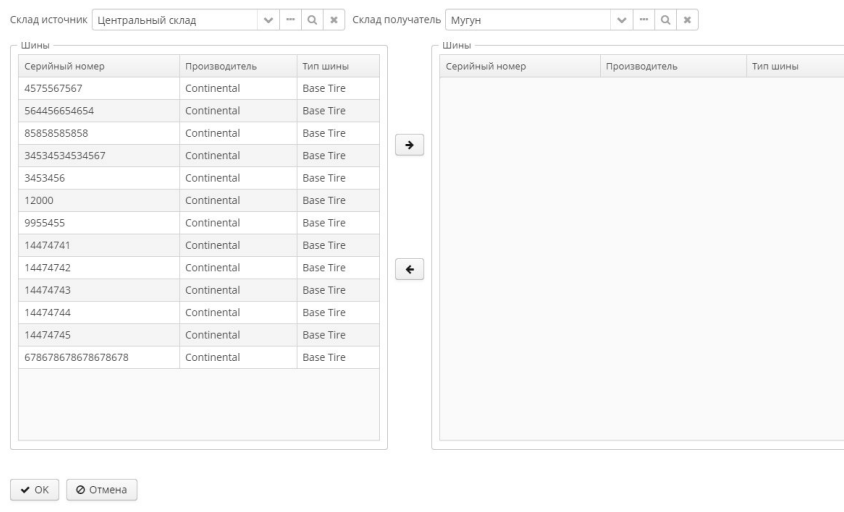 Склад источник Центральный склад Склад получатель Мугун
Шины Шины
Серийный номер Производитель Тип шины Серийный номер Производитель Тип шины
4575567567 Continental Base Tire
564456654654 Continental Base Tire
85858585858 Continental Base Tire
34534534534567 Continental Base Tire
3453456 Continental Base Tire
12000 Continental Base Tire
9955455 Continental Base Tire
14474741 Continental Base Tire
14474742 Continental Base Tire
14474743 Continental Base Tire
14474744 Continental Base Tire
14474745 Continental Base Tire
678678678678678678 Continental Base Tire
OK Отмена